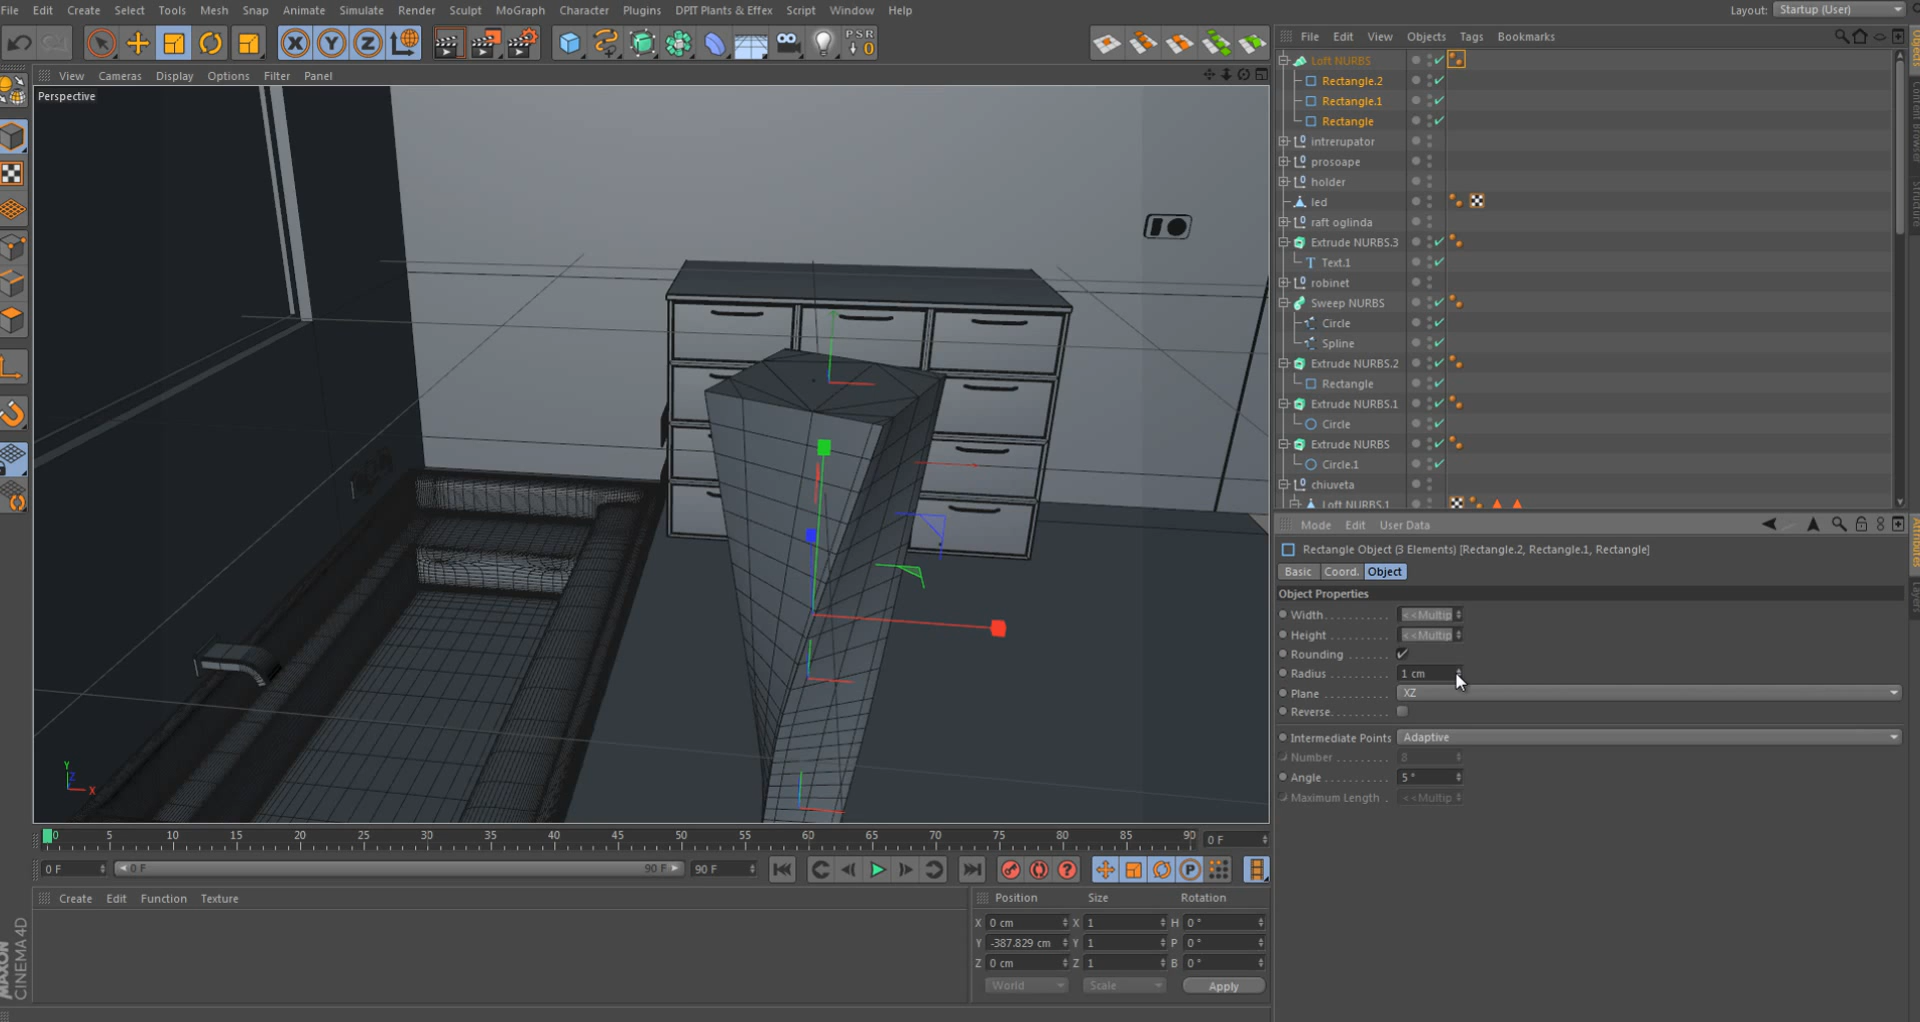 File Edit Create Select Tools Mesh Snap Animate Simulate Render Sculpt MoGraph Character Plugins DPIT Plants & Effex Script Window Help Layout: Startup (User)
PSR
0
X Y Z
File Edit View Objects Tags Bookmarks
View Cameras Display Options Filter Panel
Perspective
Loft NURBS
Rectangle.2
Rectangle.1
Rectangle
intrerupator
prosoape
holder
led
raft oglinda
Extrude NURBS.3
Text.1
robinet
Sweep NURBS
Circle
Spline
Extrude NURBS.2
Rectangle
Extrude NURBS.1
Circle
Extrude NURBS
Circle.1
chiuveta
Loft NURBS.1
Objects
Content Browser
Structure
Mode Edit User Data
Rectangle Object (3 Elements) [Rectangle.2, Rectangle.1, Rectangle]
Basic Coord. Object
Object Properties
Width . . . . . . . . . . <<Multip
Height . . . . . . . . . <<Multip
Rounding . . . . . . .
Radius . . . . . . . . . 1 cm
Plane . . . . . . . . . . XZ
Reverse. . . . . . . . .
Intermediate Points Adaptive
Number . . . . . . . . 8
Angle . . . . . . . . . . 5 °
Maximum Length . <<Multip
Attributes
Layers
Y
Z
X
0 5 10 15 20 25 30 35 40 45 50 55 60 65 70 75 80 85 90 0 F
0 F 0 F 90 F 90 F
Create Edit Function Texture
Position Size Rotation
X 0 cm X 1 H 0 °
Y -387.829 cm Y 1 P 0 °
Z 0 cm Z 1 B 0 °
World Scale Apply
MAXON
CINEMA 4D